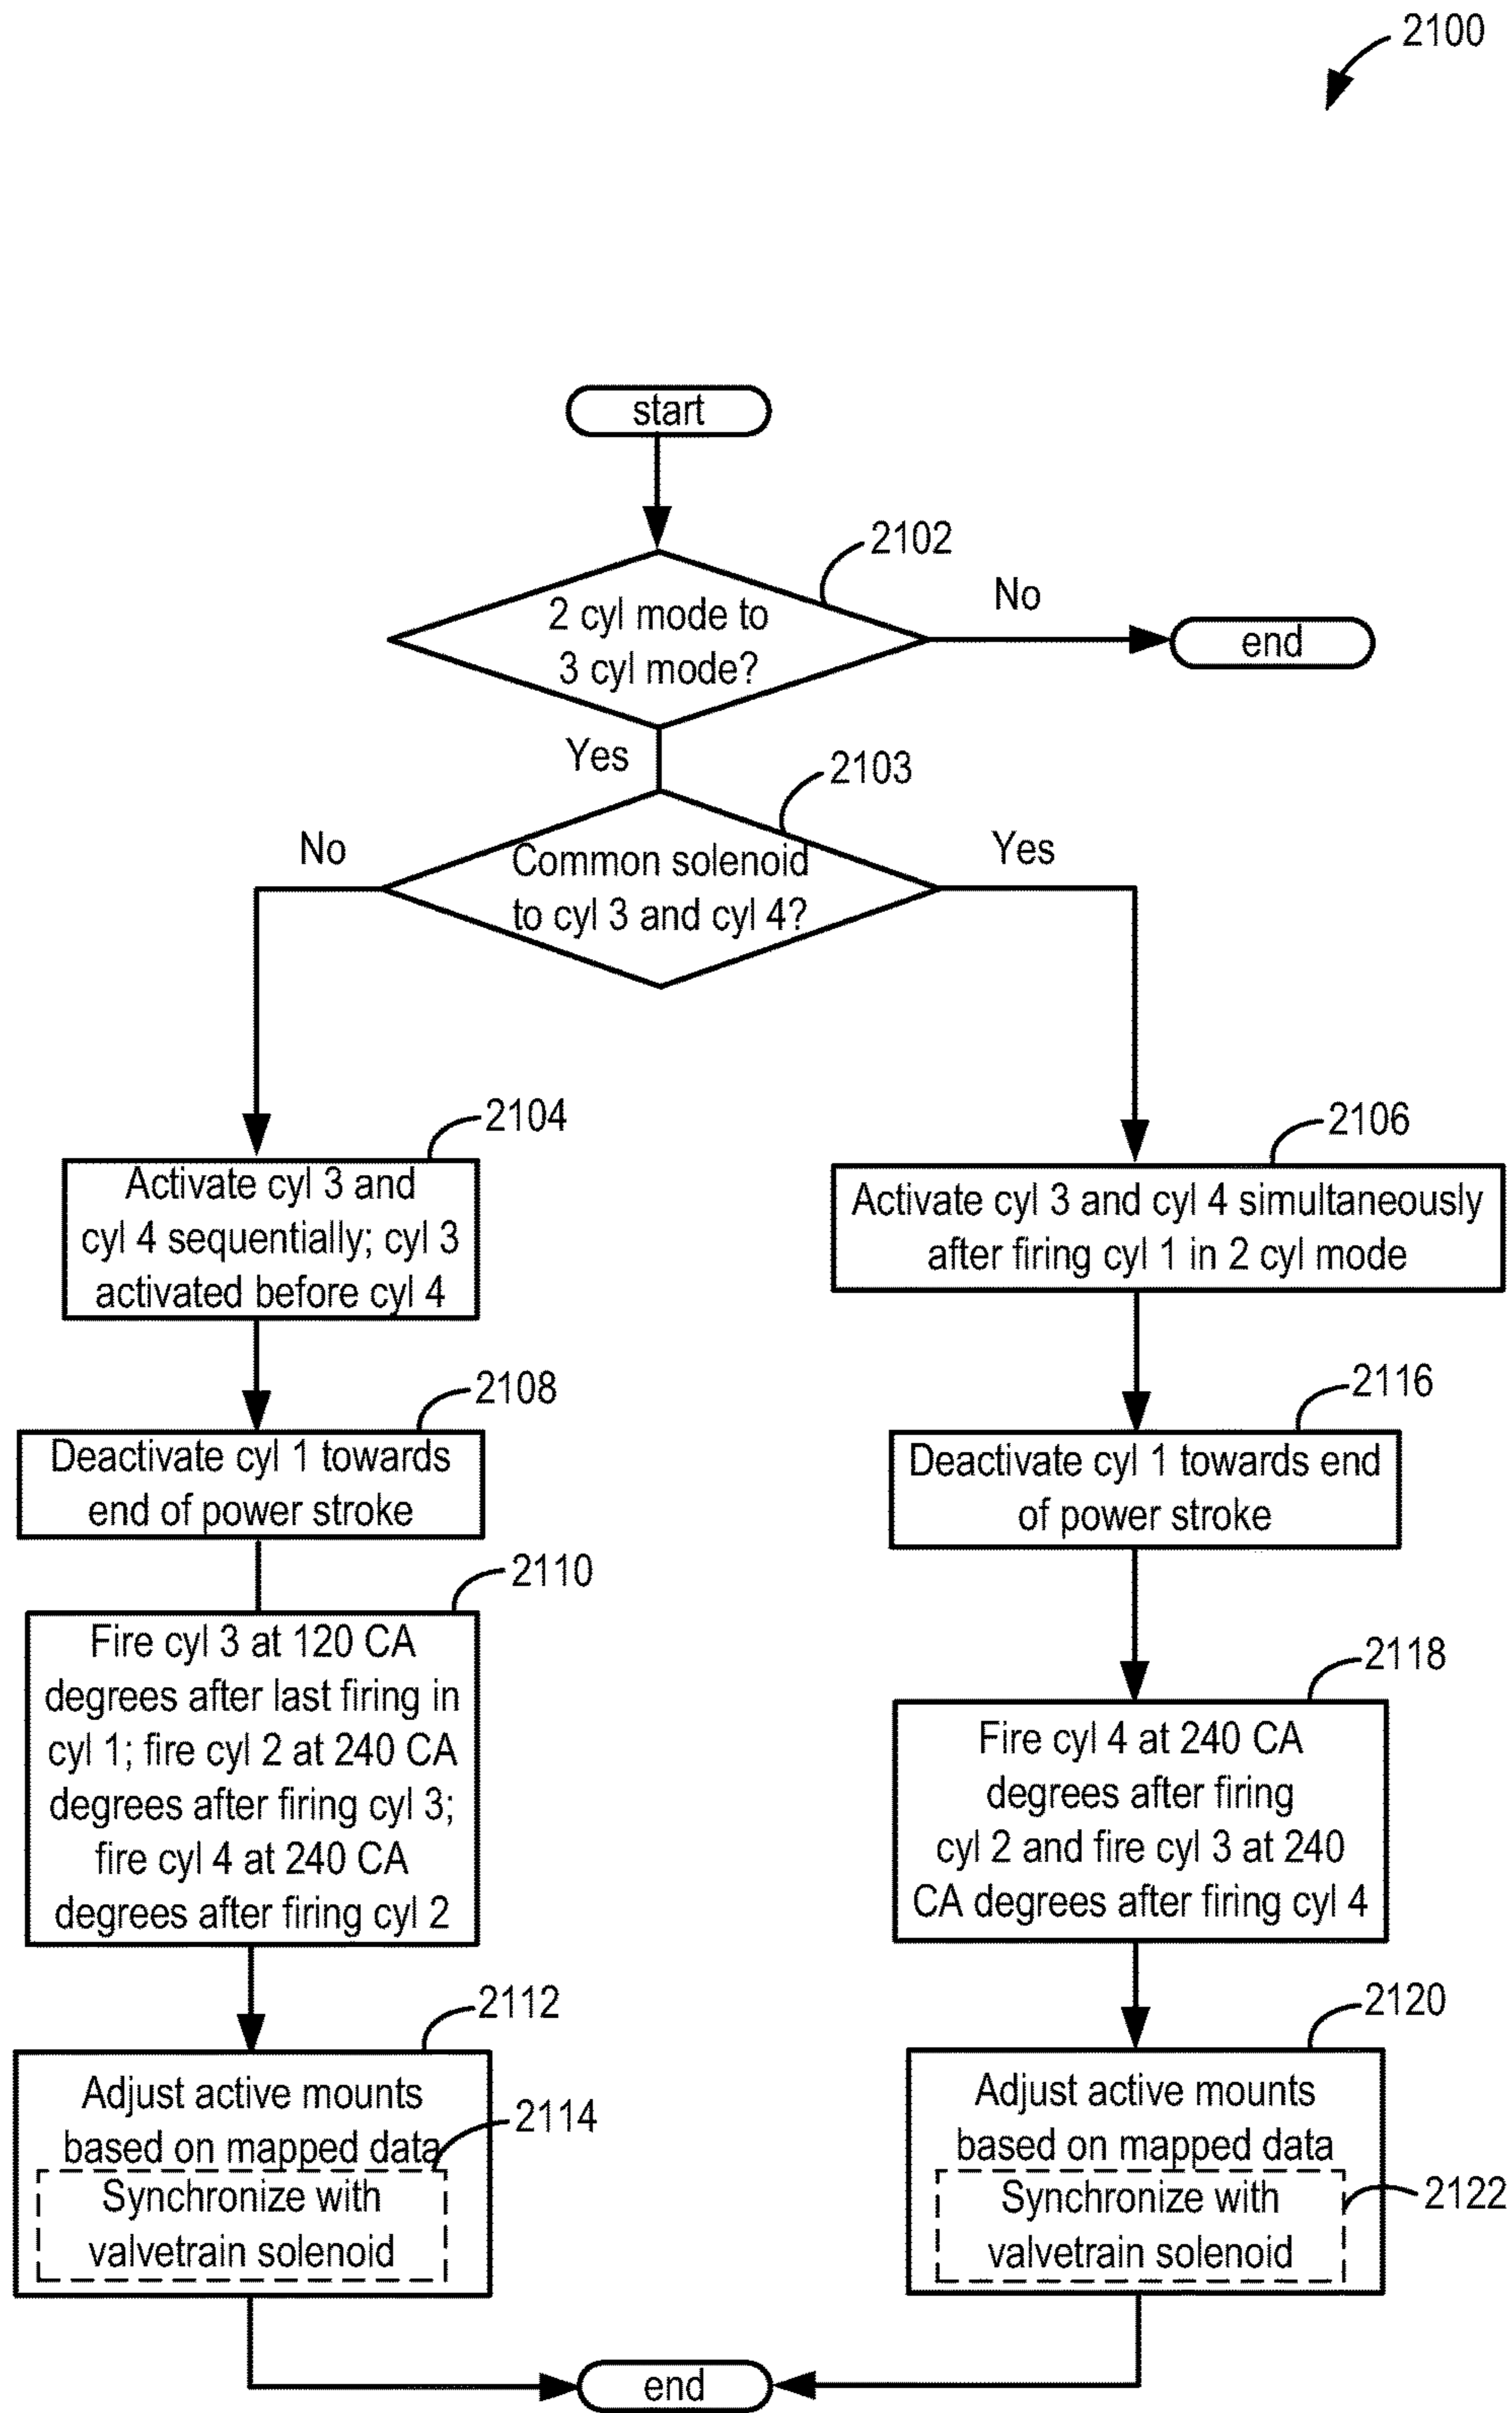 2100
start
2102
2 cyl mode to
3 cyl mode?
No
end
Yes
2103
Common solenoid
to cyl 3 and cyl 4?
No
Yes
2104
Activate cyl 3 and
cyl 4 sequentially; cyl 3
activated before cyl 4
2106
Activate cyl 3 and cyl 4 simultaneously
after firing cyl 1 in 2 cyl mode
2108
Deactivate cyl 1 towards
end of power stroke
2116
Deactivate cyl 1 towards end
of power stroke
2110
Fire cyl 3 at 120 CA
degrees after last firing in
cyl 1; fire cyl 2 at 240 CA
degrees after firing cyl 3;
fire cyl 4 at 240 CA
degrees after firing cyl 2
2118
Fire cyl 4 at 240 CA
degrees after firing
cyl 2 and fire cyl 3 at 240
CA degrees after firing cyl 4
2112
Adjust active mounts
based on mapped data
2114
Synchronize with
valvetrain solenoid
2120
Adjust active mounts
based on mapped data
2122
Synchronize with
valvetrain solenoid
end